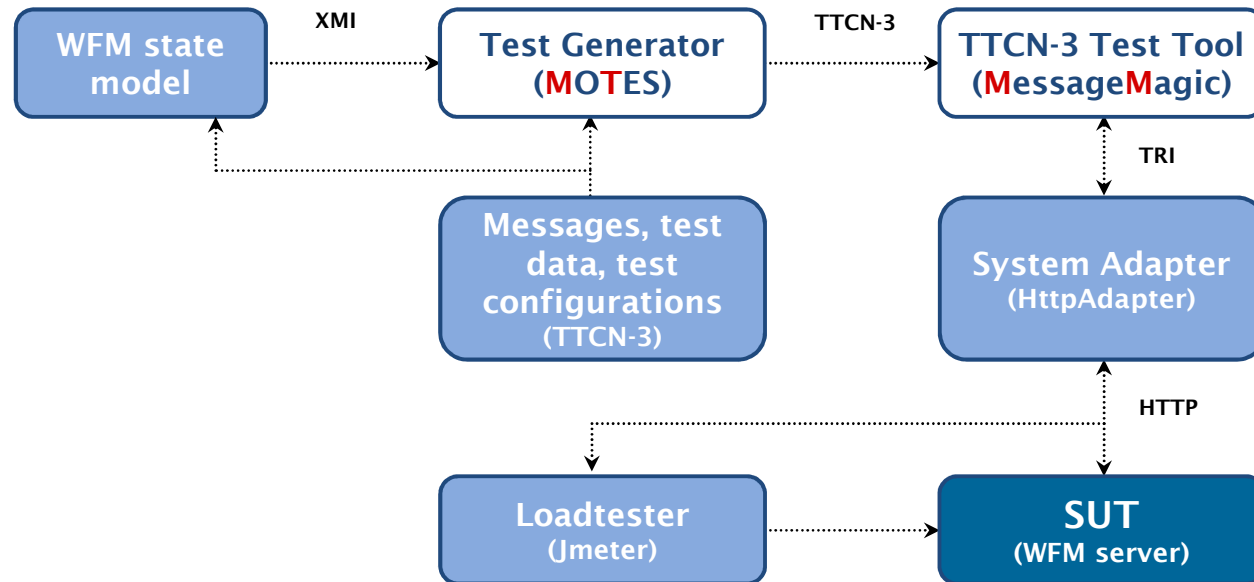 XMI
TTCN-3
WFM state
model
Test Generator
(MOTES)
TTCN-3 Test Tool
(MessageMagic)
TRI
Messages, test
data, test
configurations
(TTCN-3)
System Adapter
(HttpAdapter)
HTTP
Loadtester
(Jmeter)
SUT
(WFM server)